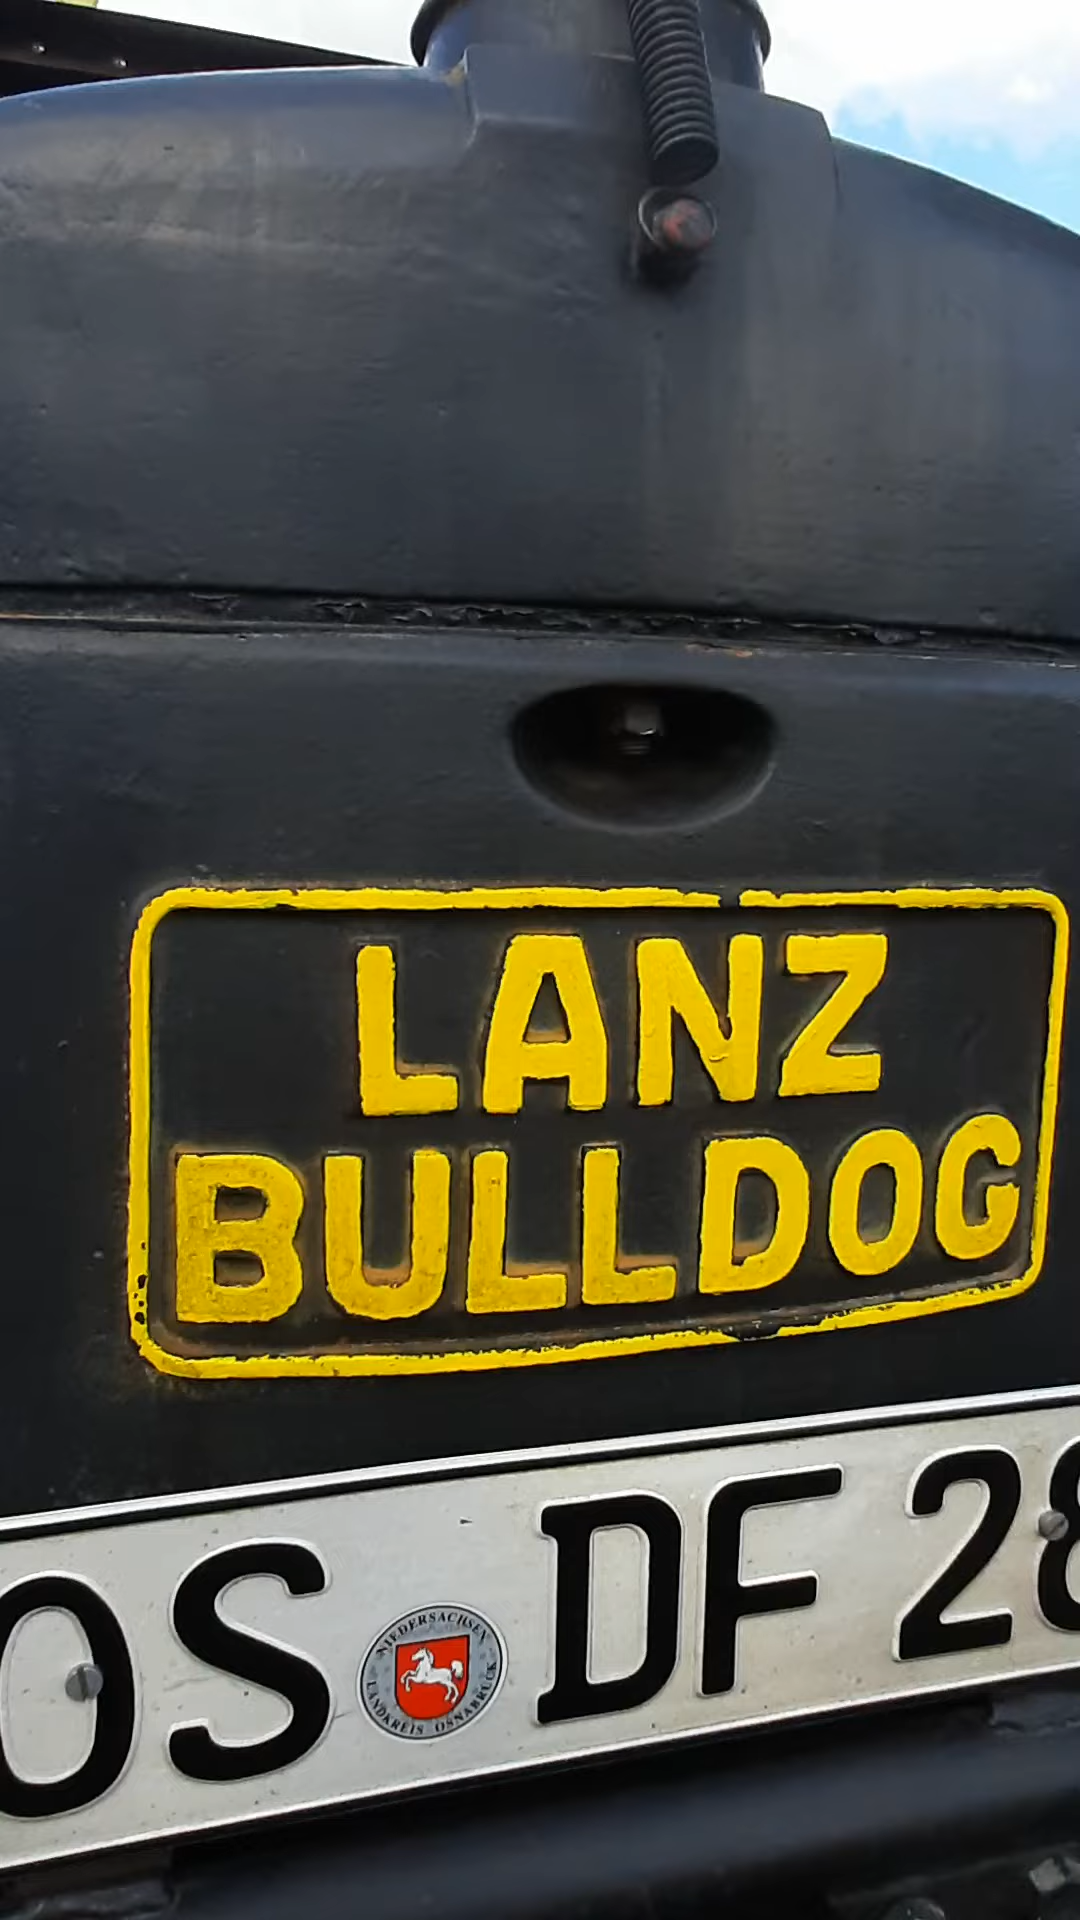 LANZ
BULLDOG
OS DF 28
NIEDERSACHSEN
LANDKREIS OSNABRÜCK